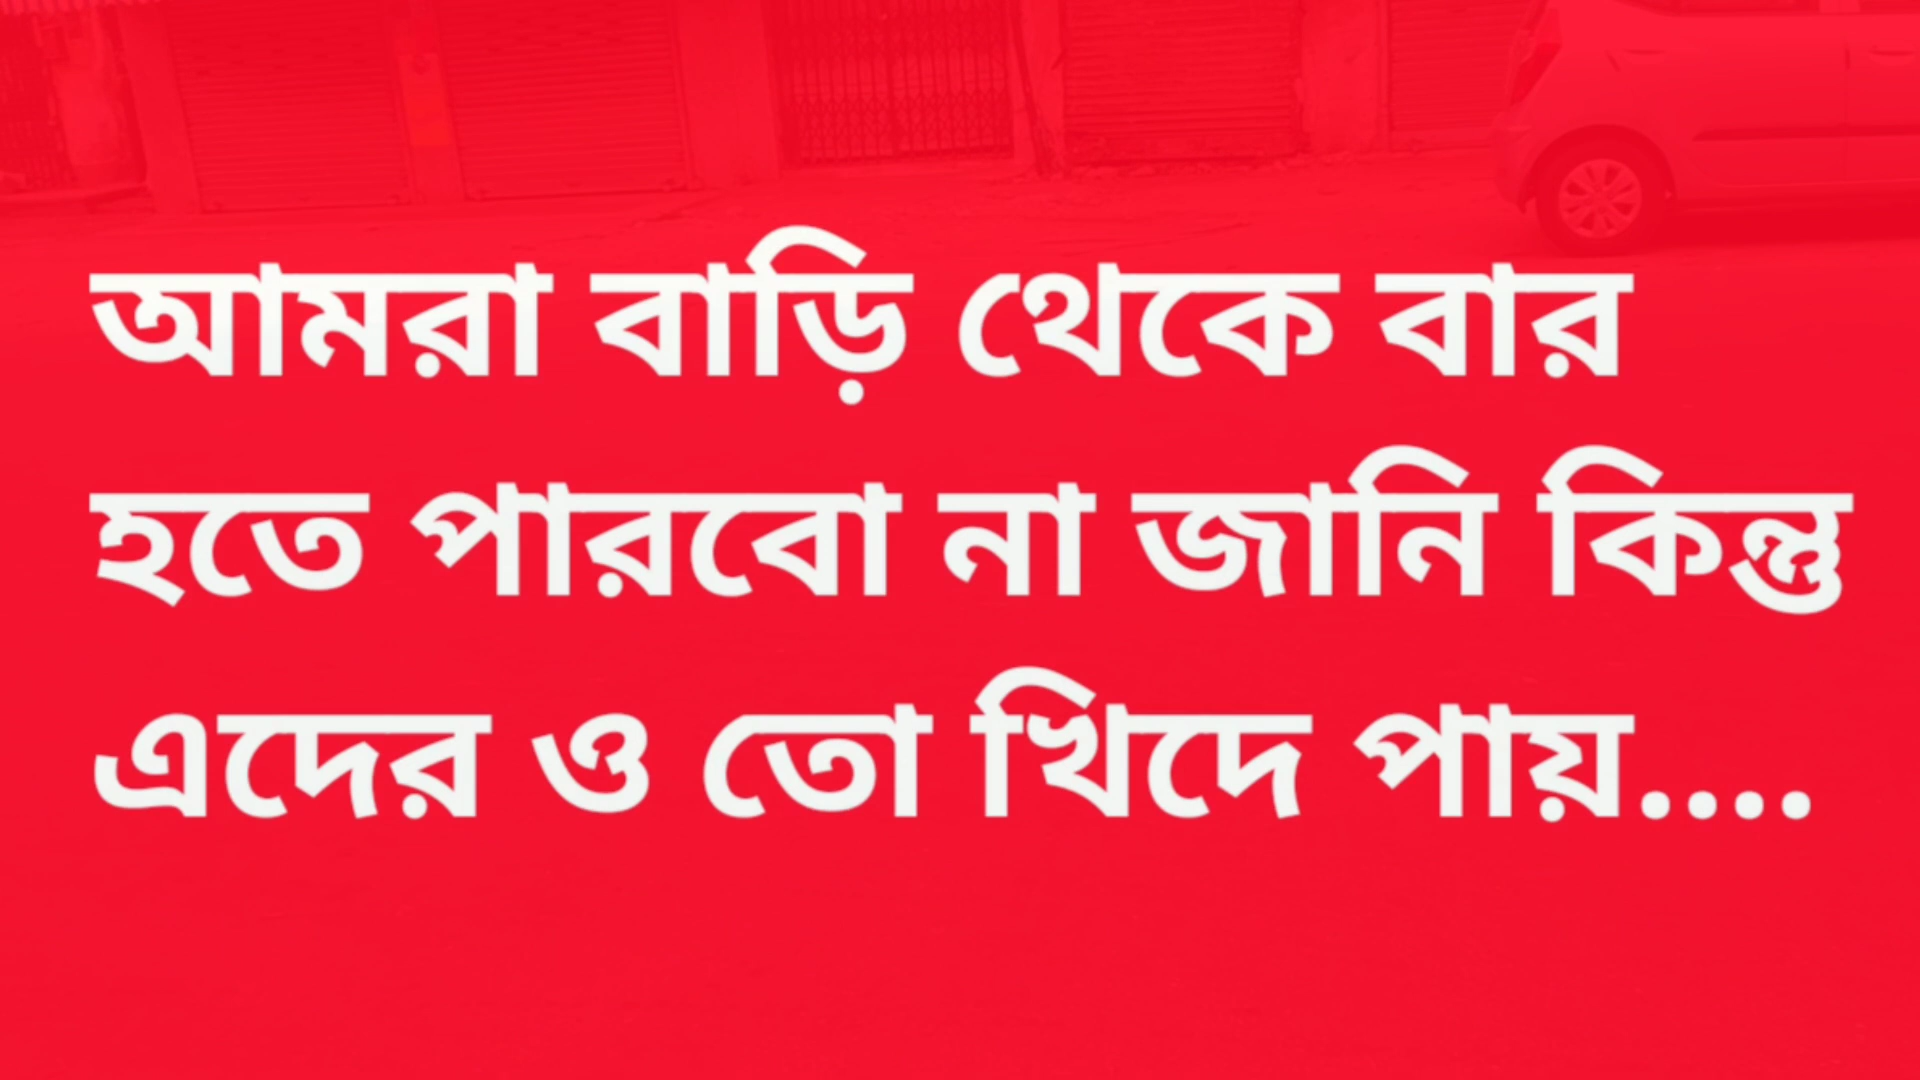 আমরা বাড়ি থেকে বার
হতে পারবো না জানি কিন্তু
এদের ও তো খিদে পায়....